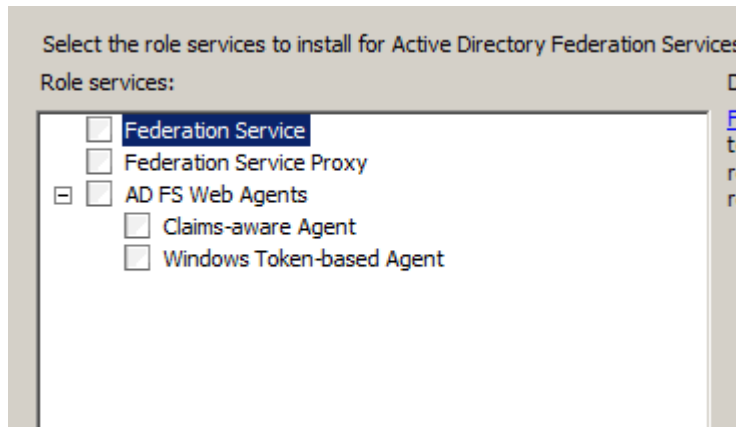 Select the role services to install for Active Directory Federation Services
Role services:
Federation Service
Federation Service Proxy
AD FS Web Agents
Claims-aware Agent
Windows Token-based Agent